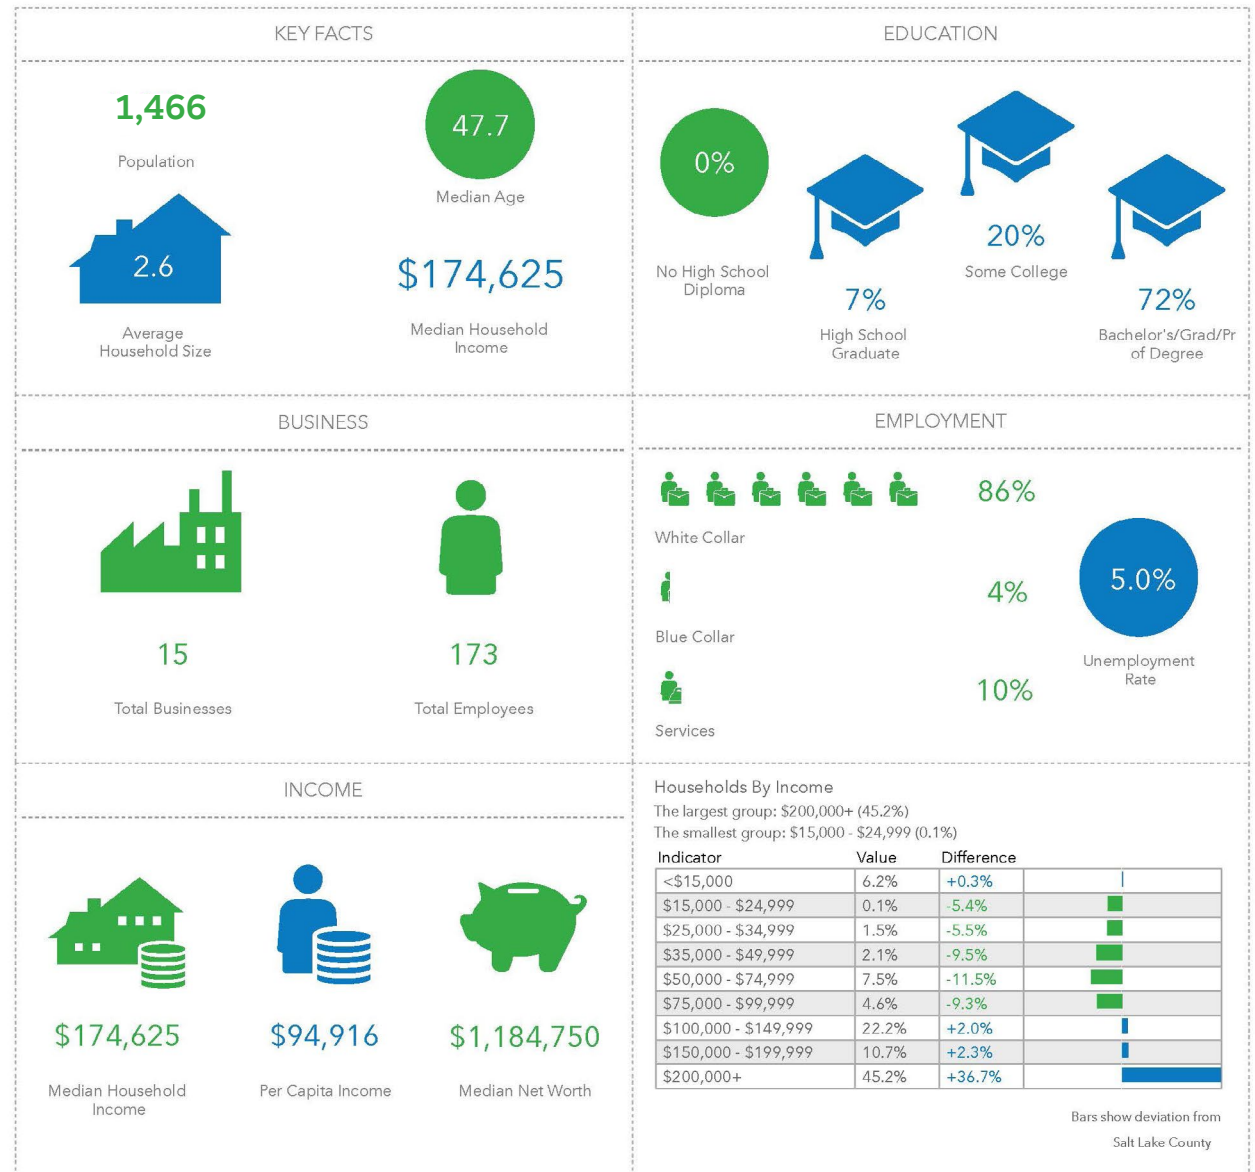 KEY FACTS
1,466
Population
47.7
Median Age
2.6
Average
Household Size
$174,625
Median Household
Income
EDUCATION
0%
No High School
Diploma
7%
High School
Graduate
20%
Some College
72%
Bachelor's/Grad/Pr
of Degree
BUSINESS
15
Total Businesses
173
Total Employees
EMPLOYMENT
86%
White Collar
4%
Blue Collar
10%
Services
5.0%
Unemployment
Rate
INCOME
$174,625
Median Household
Income
$94,916
Per Capita Income
$1,184,750
Median Net Worth
Households By Income
The largest group: $200,000+ (45.2%)
The smallest group: $15,000 - $24,999 (0.1%)
Indicator Value Difference
<$15,000 6.2% +0.3%
$15,000 - $24,999 0.1% -5.4%
$25,000 - $34,999 1.5% -5.5%
$35,000 - $49,999 2.1% -9.5%
$50,000 - $74,999 7.5% -11.5%
$75,000 - $99,999 4.6% -9.3%
$100,000 - $149,999 22.2% +2.0%
$150,000 - $199,999 10.7% +2.3%
$200,000+ 45.2% +36.7%
Bars show deviation from
Salt Lake County